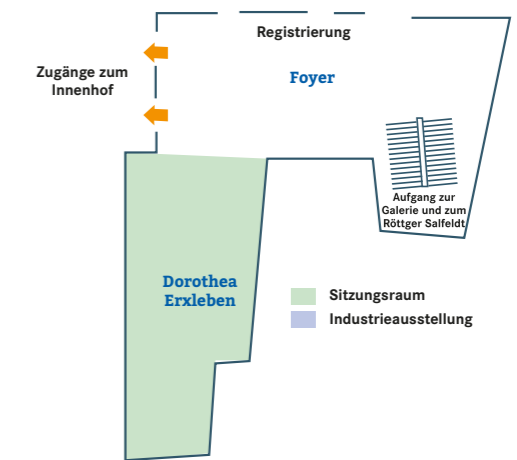 Registrierung
Zugänge zum
Innenhof
Foyer
Aufgang zur
Galerie und zum
Röttger Salfeldt
Dorothea
Erxleben
Sitzungsraum
Industrieausstellung